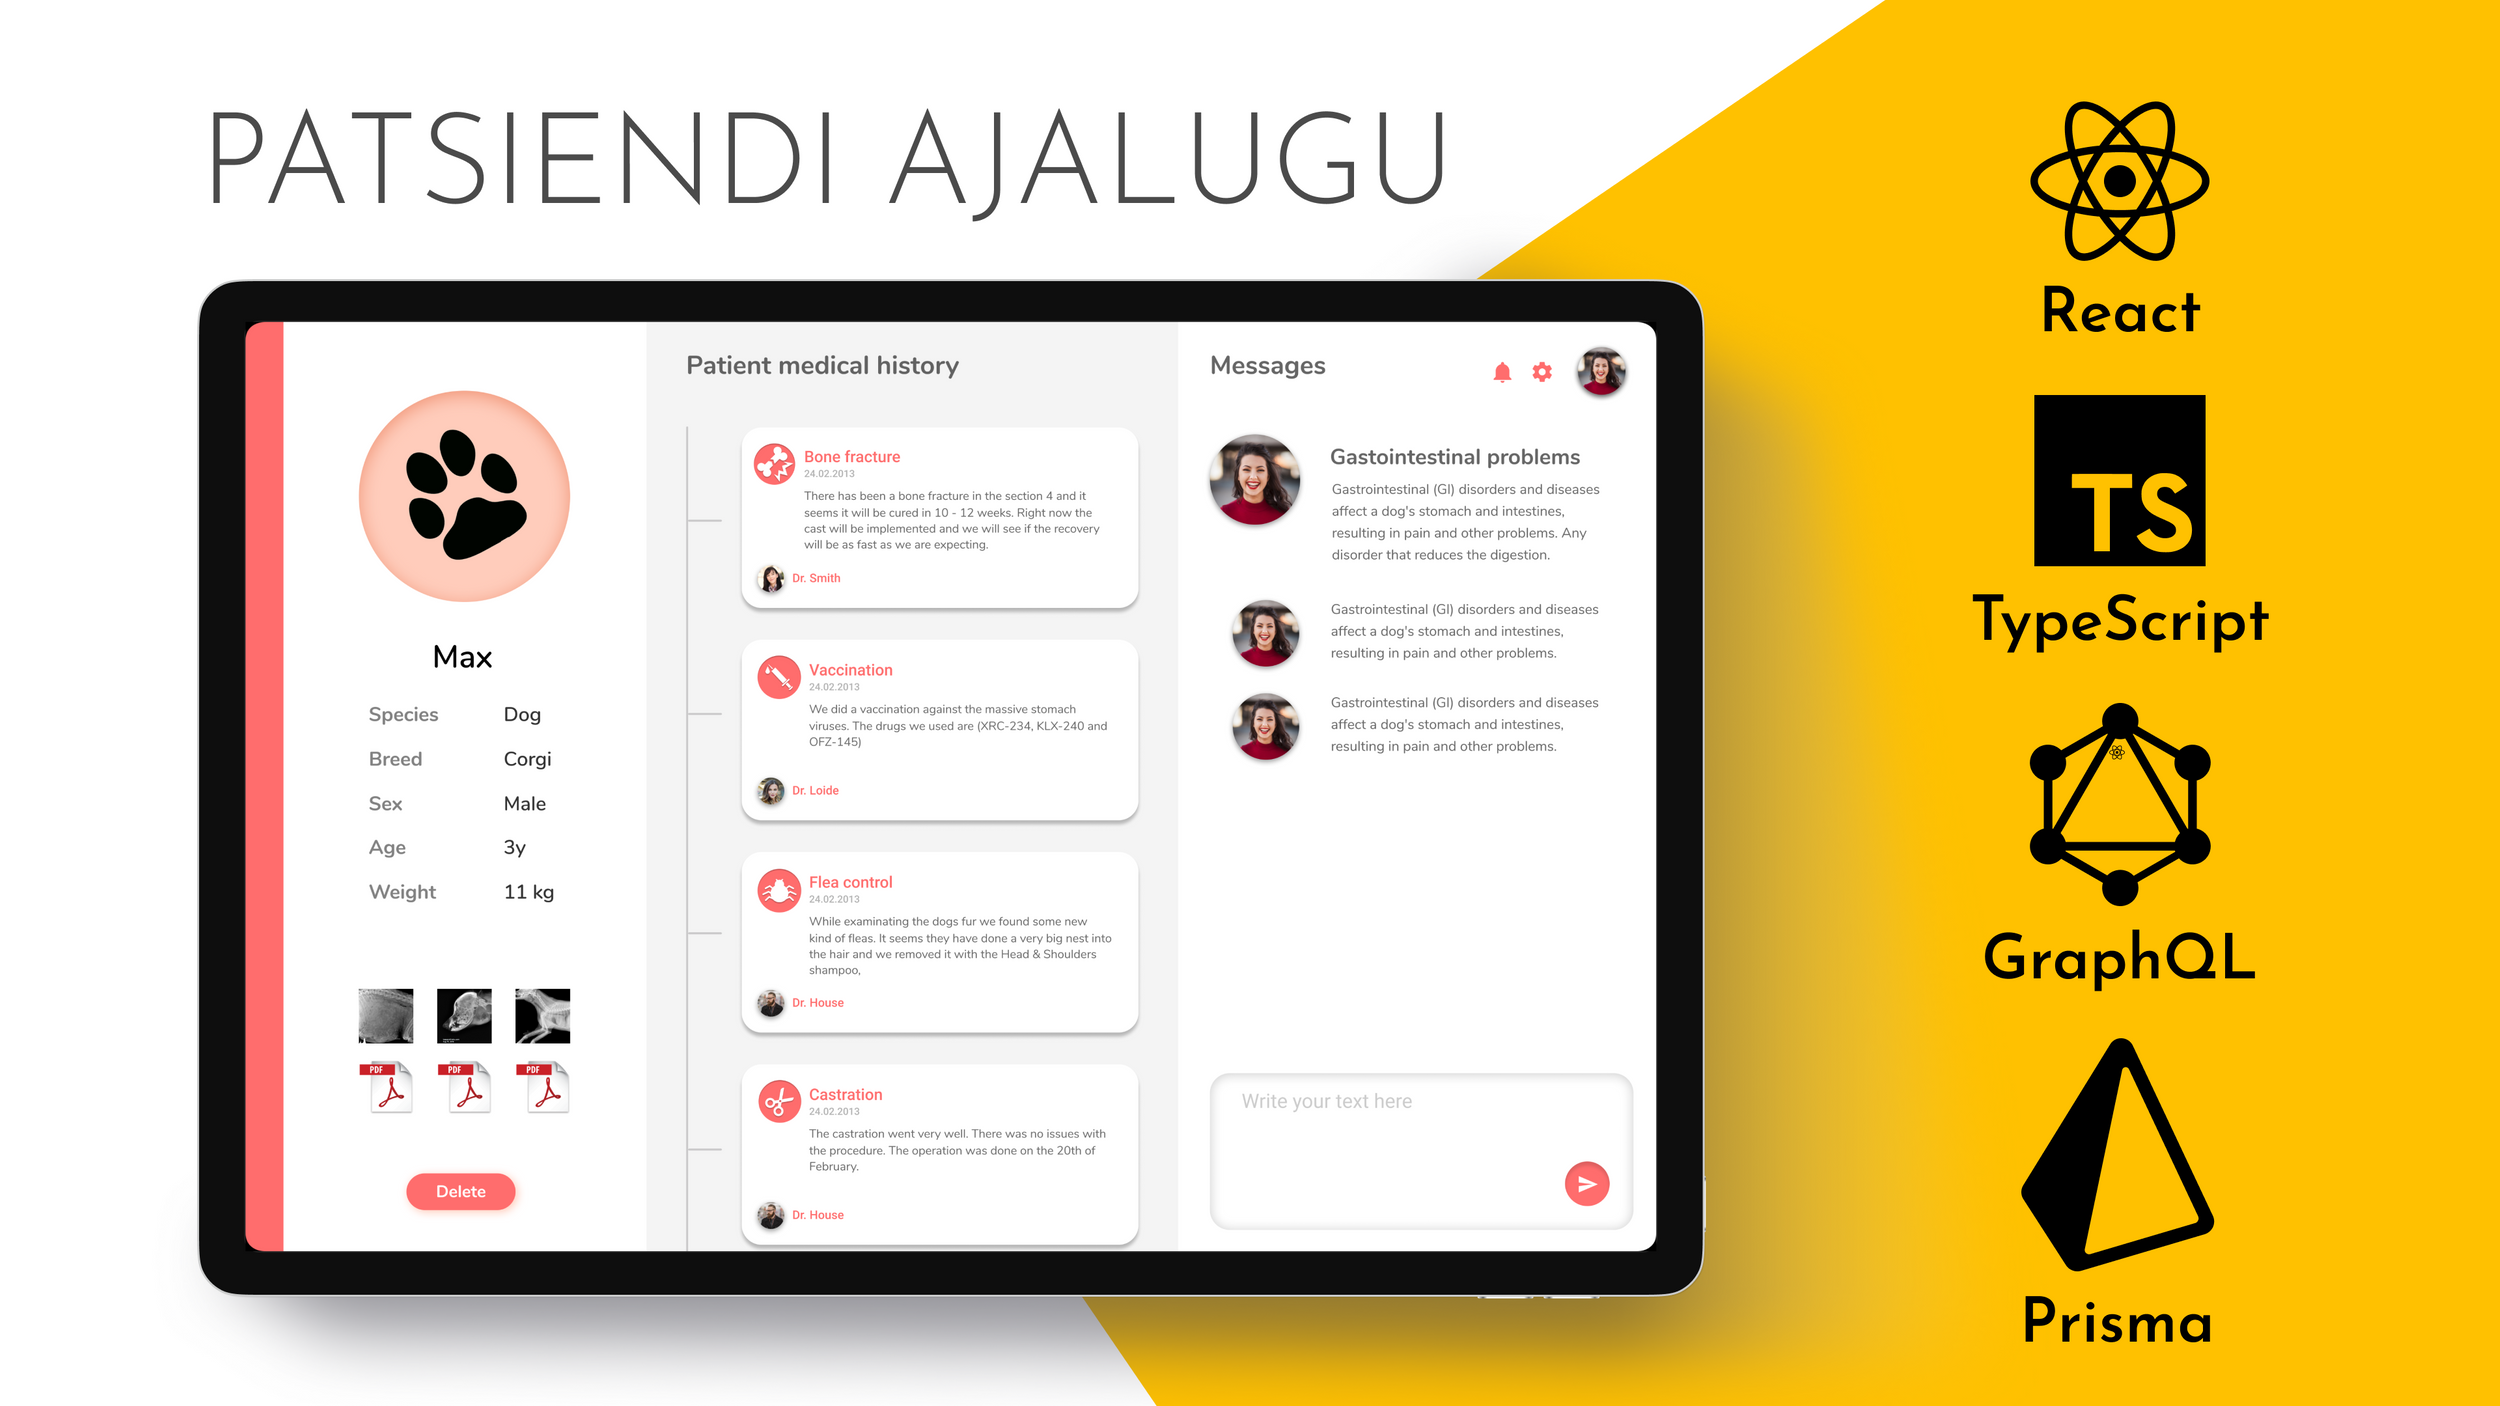 PATSIENDI AJALUGU
Max
Species Dog
Breed Corgi
Sex Male
Age 3y
Weight 11 kg
PDF PDF PDF
Delete
Patient medical history
Bone fracture
24.02.2013
There has been a bone fracture in the section 4 and it
seems it will be cured in 10 - 12 weeks. Right now the
cast will be implemented and we will see if the recovery
will be as fast as we are expecting.
Dr. Smith
Vaccination
24.02.2013
We did a vaccination against the massive stomach
viruses. The drugs we used are (XRC-234, KLX-240 and
OFZ-145)
Dr. Loide
Flea control
24.02.2013
While examinating the dogs fur we found some new
kind of fleas. It seems they have done a very big nest into
the hair and we removed it with the Head & Shoulders
shampoo,
Dr. House
Castration
24.02.2013
The castration went very well. There was no issues with
the procedure. The operation was done on the 20th of
February.
Dr. House
Messages
Gastointestinal problems
Gastrointestinal (GI) disorders and diseases
affect a dog's stomach and intestines,
resulting in pain and other problems. Any
disorder that reduces the digestion.
Gastrointestinal (GI) disorders and diseases
affect a dog's stomach and intestines,
resulting in pain and other problems.
Gastrointestinal (GI) disorders and diseases
affect a dog's stomach and intestines,
resulting in pain and other problems.
Write your text here
React
TS
TypeScript
GraphQL
Prisma